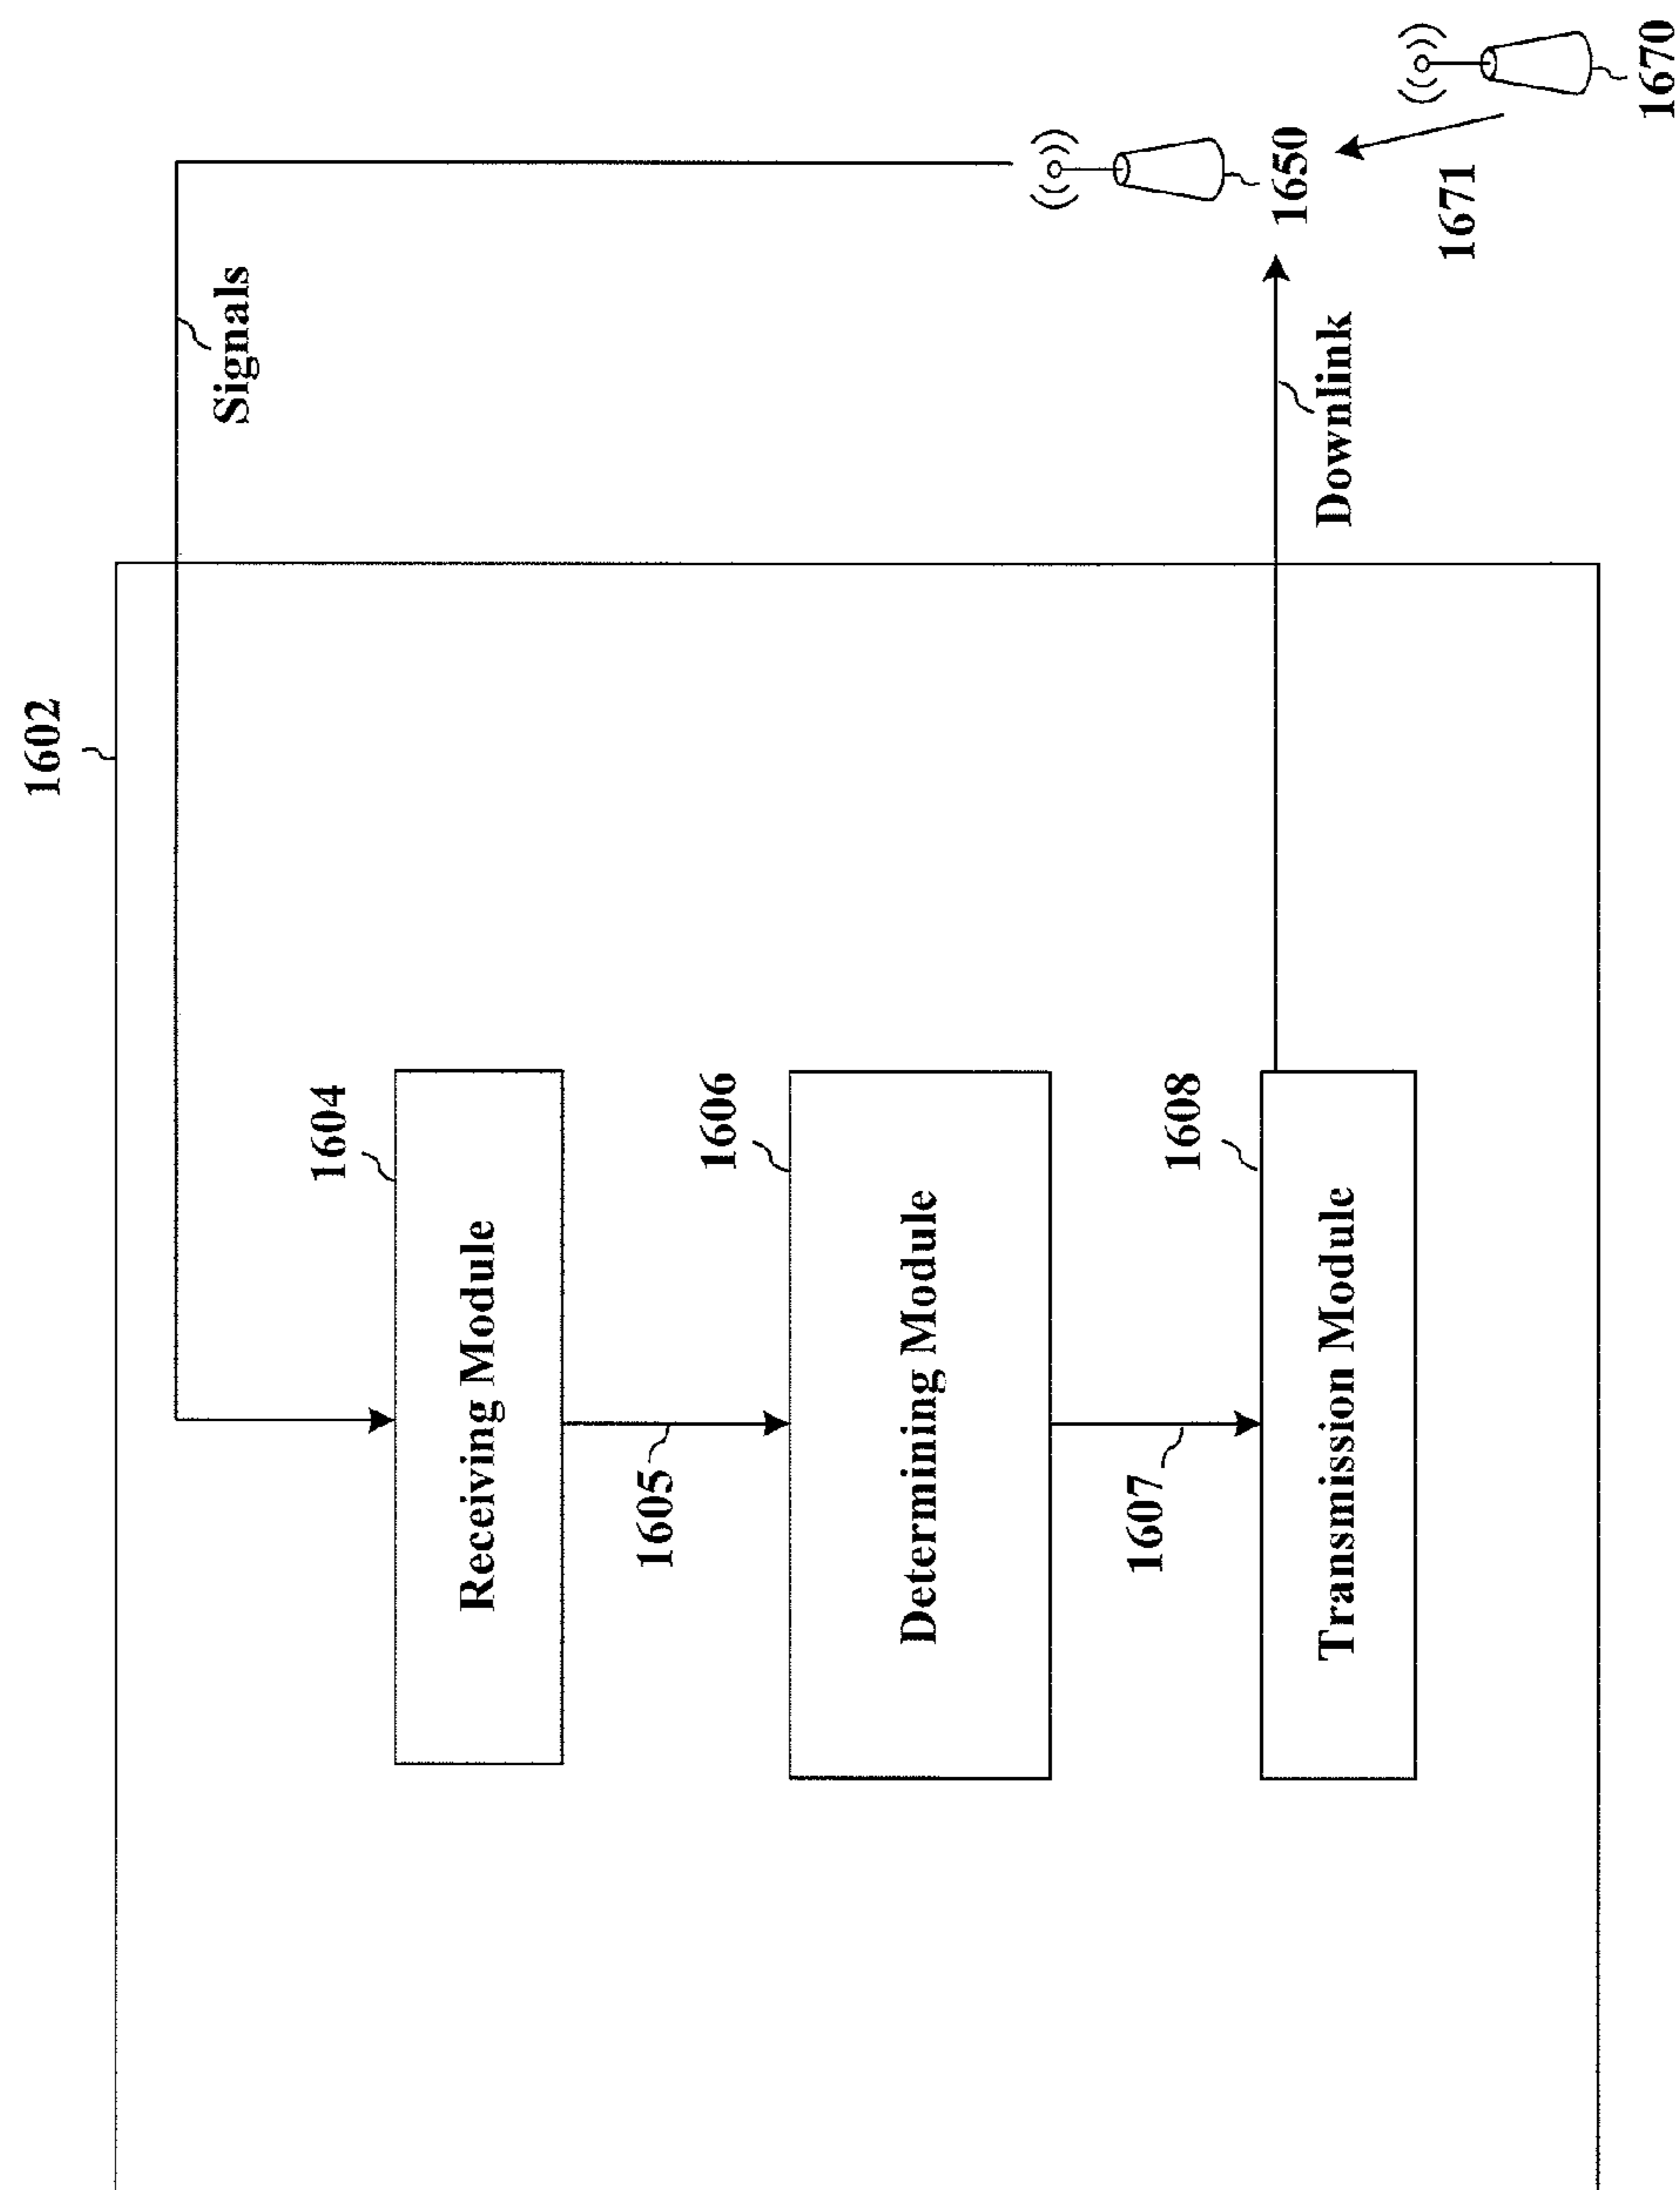 1602
Signals
1604
Receiving Module
1605
1606
Determining Module
1607
1608
Transmission Module
Downlink
1650
1671
1670